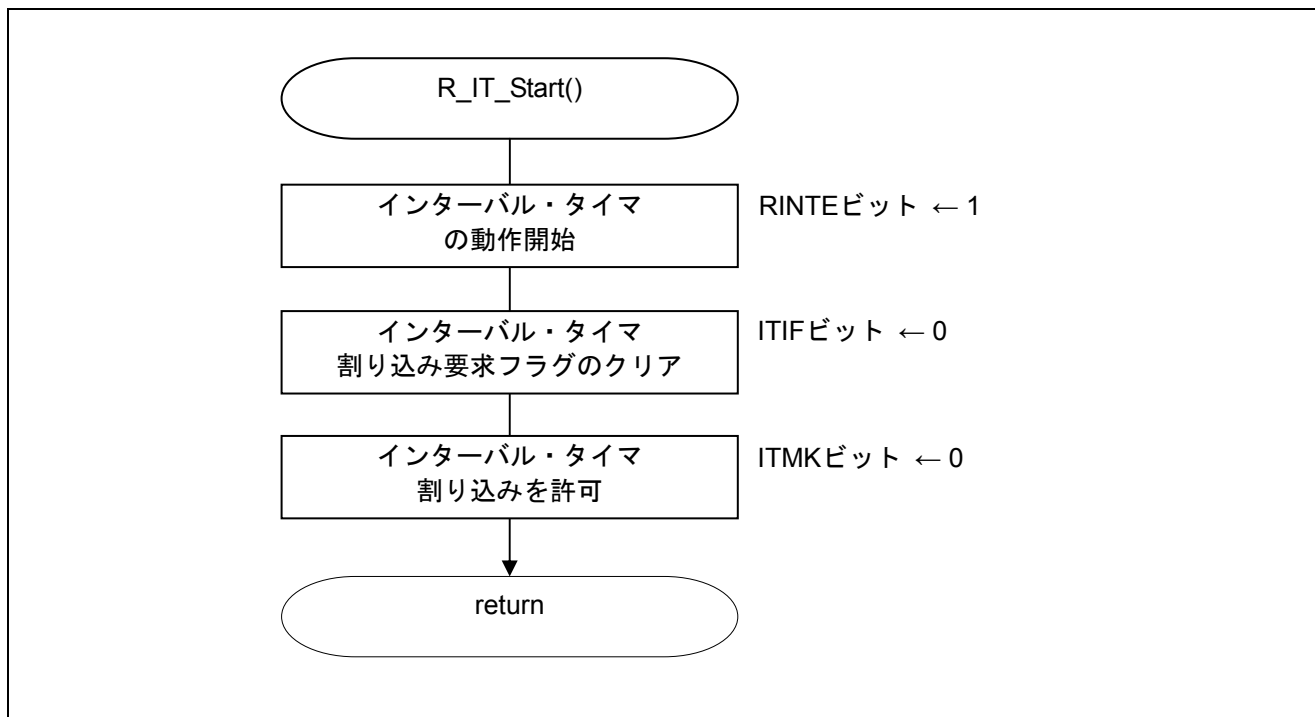 R_IT_Start()
インターバル・タイマ
の動作開始
RINTEビット ← 1
インターバル・タイマ
割り込み要求フラグのクリア
ITIFビット ← 0
インターバル・タイマ
割り込みを許可
ITMKビット ← 0
return